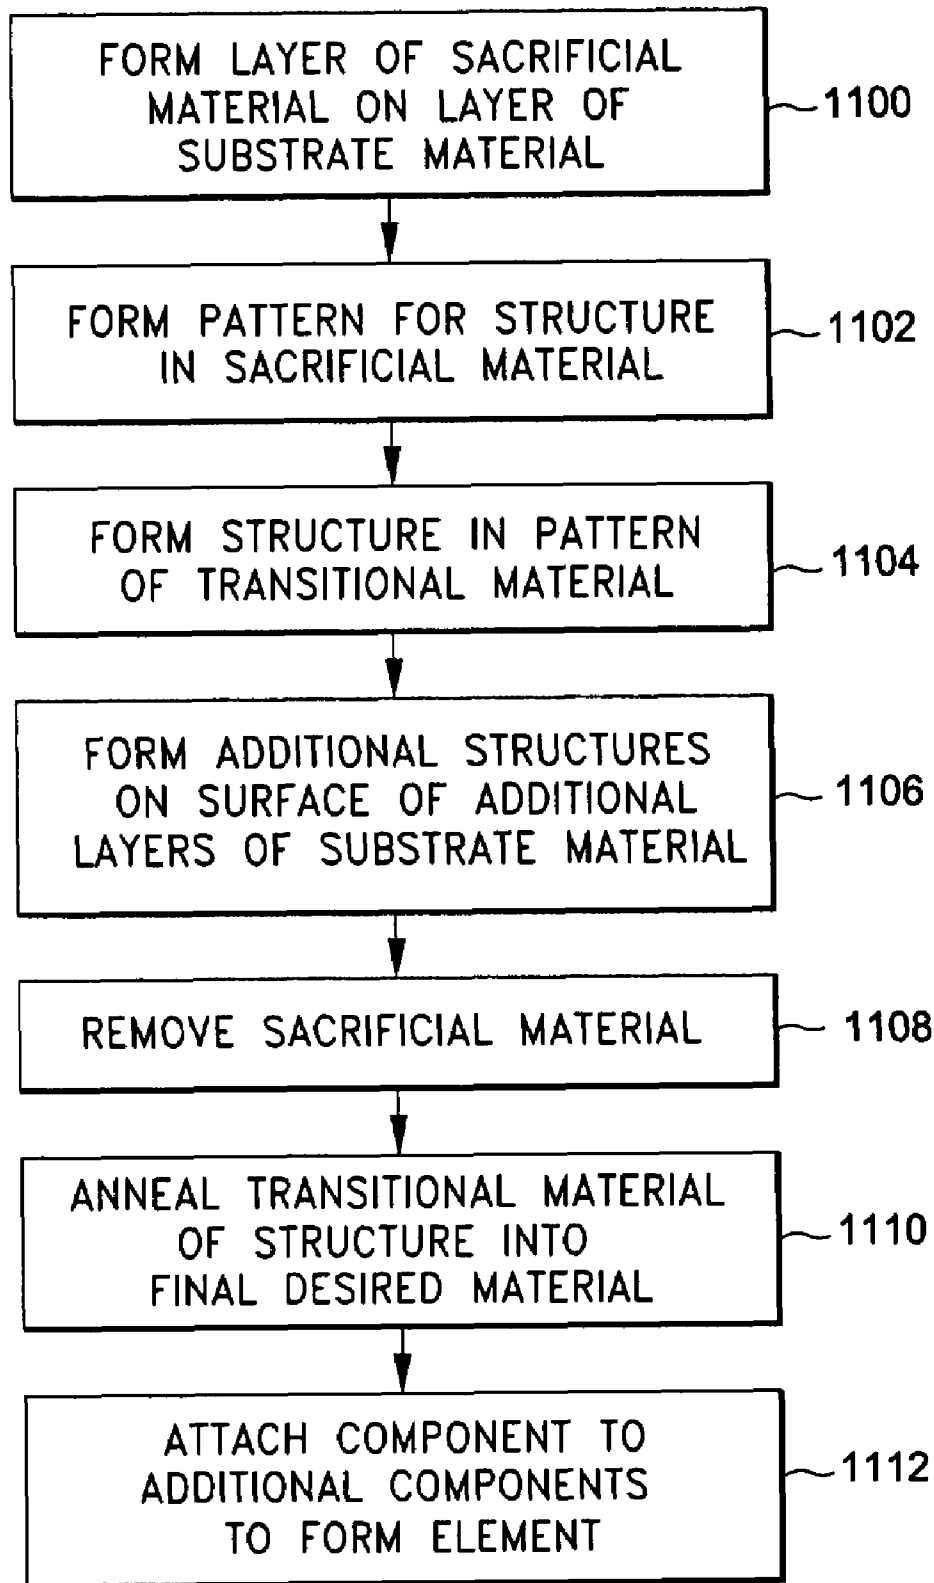 FORM LAYER OF SACRIFICIAL
MATERIAL ON LAYER OF
SUBSTRATE MATERIAL
1100
FORM PATTERN FOR STRUCTURE
IN SACRIFICIAL MATERIAL
1102
FORM STRUCTURE IN PATTERN
OF TRANSITIONAL MATERIAL
1104
FORM ADDITIONAL STRUCTURES
ON SURFACE OF ADDITIONAL
LAYERS OF SUBSTRATE MATERIAL
1106
REMOVE SACRIFICIAL MATERIAL
1108
ANNEAL TRANSITIONAL MATERIAL
OF STRUCTURE INTO
FINAL DESIRED MATERIAL
1110
ATTACH COMPONENT TO
ADDITIONAL COMPONENTS
TO FORM ELEMENT
1112